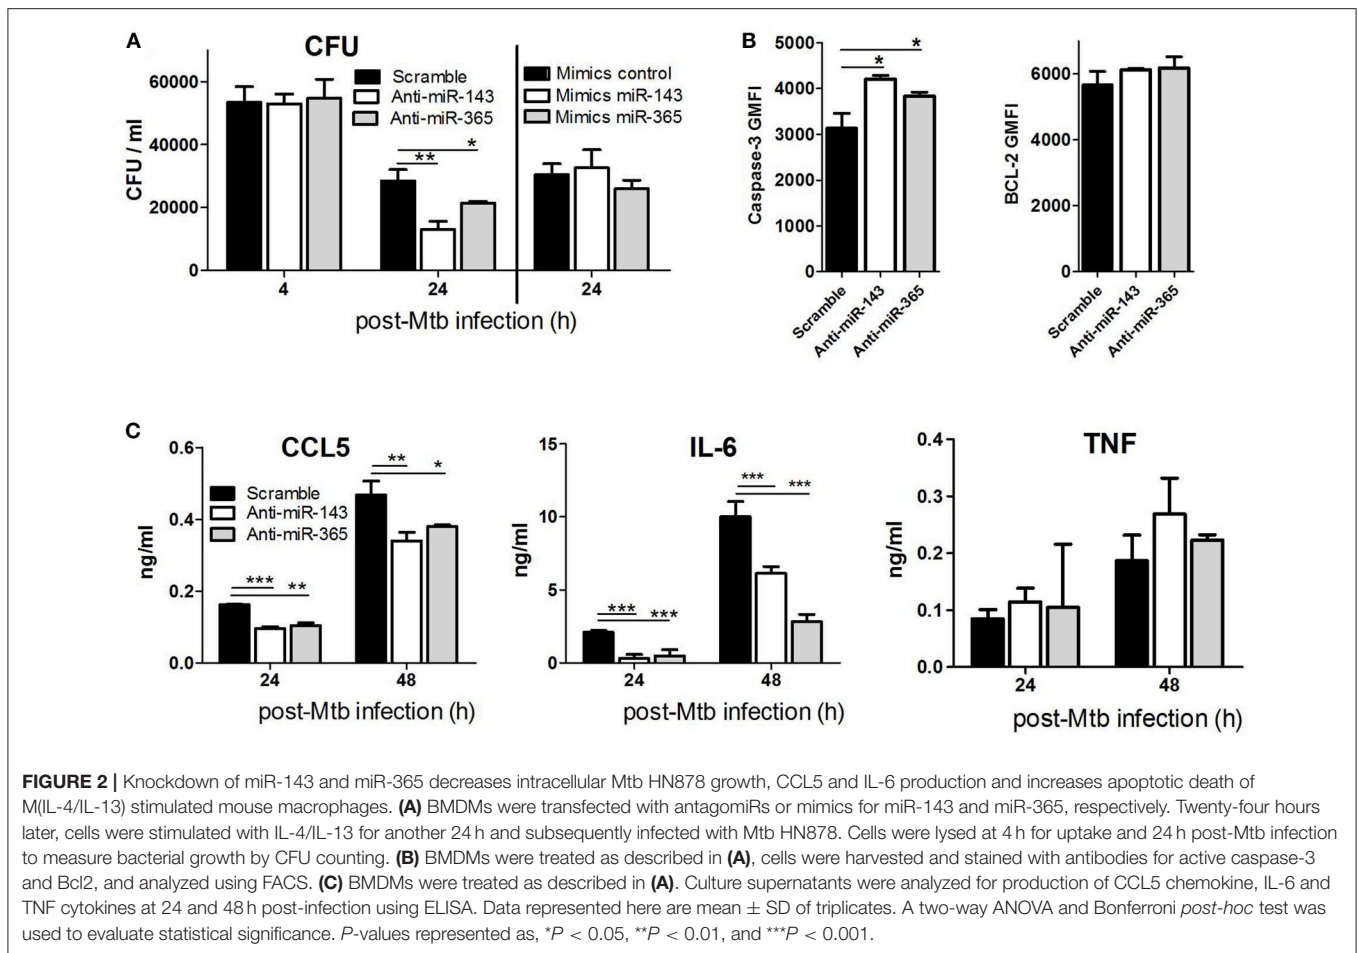 A
CFU
60000
40000
20000
0
CFU / ml
Scramble
Anti-miR-143
Anti-miR-365
Mimics control
Mimics miR-143
Mimics miR-365
**
*
4
24
24
post-Mtb infection (h)
B
5000
4000
3000
2000
1000
0
Caspase-3 GMFI
*
*
Scramble
Anti-miR-143
Anti-miR-365
6000
4000
2000
0
BCL-2 GMFI
Scramble
Anti-miR-143
Anti-miR-365
C
CCL5
0.6
0.4
0.2
0.0
ng/ml
Scramble
Anti-miR-143
Anti-miR-365
***
**
**
*
24
48
post-Mtb infection (h)
IL-6
15
10
5
0
ng/ml
***
***
***
***
24
48
post-Mtb infection (h)
TNF
0.4
0.3
0.2
0.1
0.0
ng/ml
24
48
post-Mtb infection (h)
FIGURE 2 | Knockdown of miR-143 and miR-365 decreases intracellular Mtb HN878 growth, CCL5 and IL-6 production and increases apoptotic death of
M(IL-4/IL-13) stimulated mouse macrophages. (A) BMDMs were transfected with antagomiRs or mimics for miR-143 and miR-365, respectively. Twenty-four hours
later, cells were stimulated with IL-4/IL-13 for another 24 h and subsequently infected with Mtb HN878. Cells were lysed at 4 h for uptake and 24 h post-Mtb infection
to measure bacterial growth by CFU counting. (B) BMDMs were treated as described in (A), cells were harvested and stained with antibodies for active caspase-3
and Bcl2, and analyzed using FACS. (C) BMDMs were treated as described in (A). Culture supernatants were analyzed for production of CCL5 chemokine, IL-6 and
TNF cytokines at 24 and 48 h post-infection using ELISA. Data represented here are mean ± SD of triplicates. A two-way ANOVA and Bonferroni post-hoc test was
used to evaluate statistical significance. P-values represented as, *P < 0.05, **P < 0.01, and ***P < 0.001.